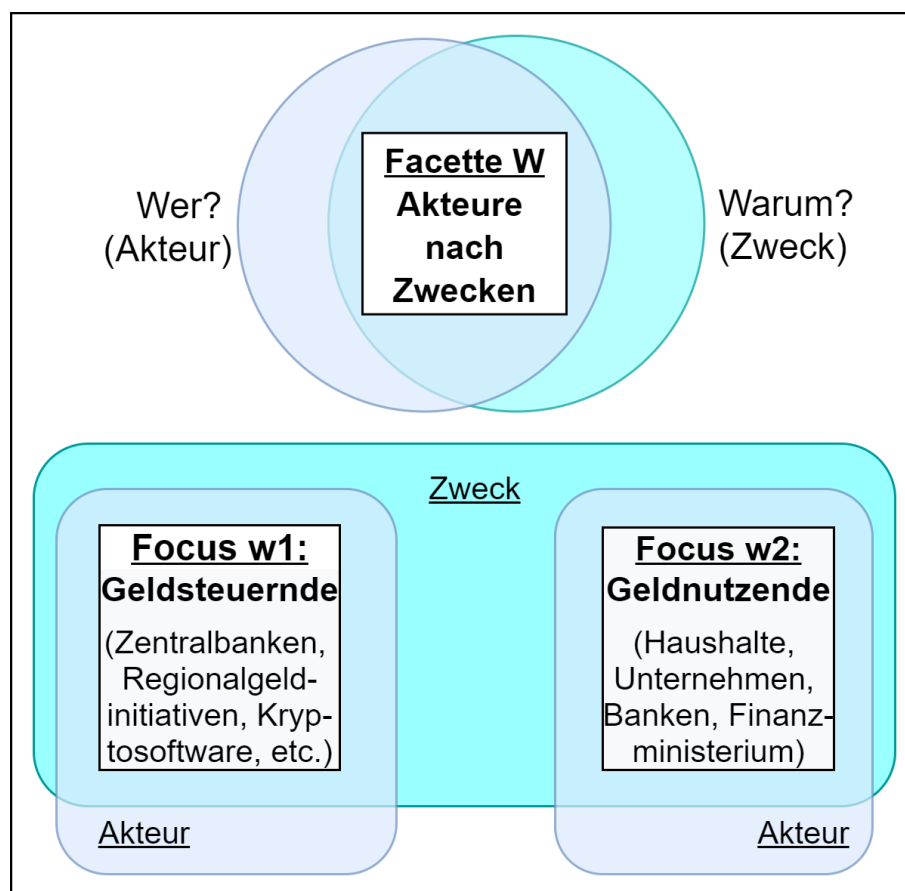 Facette W
Akteure
nach
Zwecken
Wer?
(Akteur)
Warum?
(Zweck)
Zweck
Focus w1:
Geldsteuernde
(Zentralbanken,
Regionalgeld-
initiativen, Kryp-
tosoftware, etc.)
Akteur
Focus w2:
Geldnutzende
(Haushalte,
Unternehmen,
Banken, Finanz-
ministerium)
Akteur